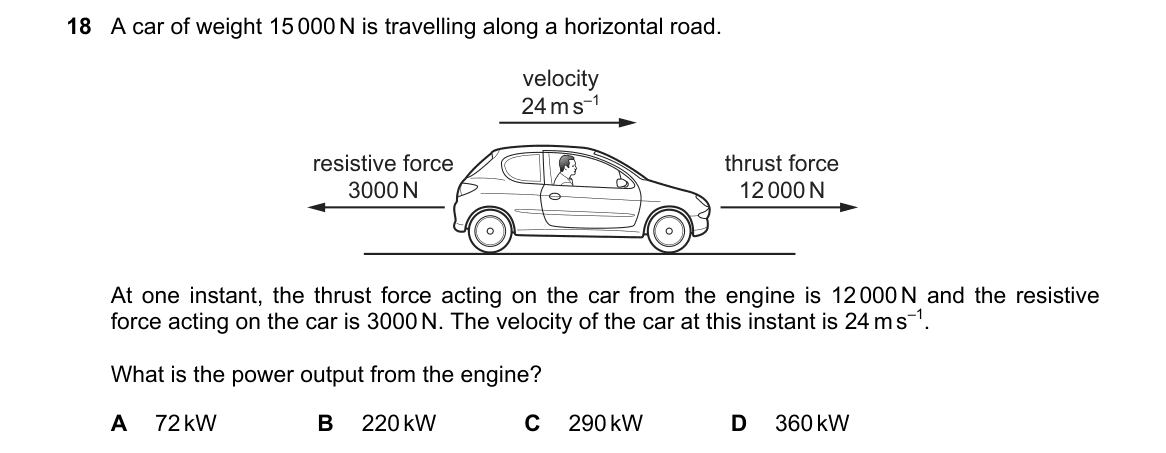 18 A car of weight 15 000 N is travelling along a horizontal road.
velocity
24 m s⁻¹
resistive force
3000 N
thrust force
12 000 N
At one instant, the thrust force acting on the car from the engine is 12 000 N and the resistive
force acting on the car is 3000 N. The velocity of the car at this instant is 24 m s⁻¹.
What is the power output from the engine?
A 72 kW B 220 kW C 290 kW D 360 kW